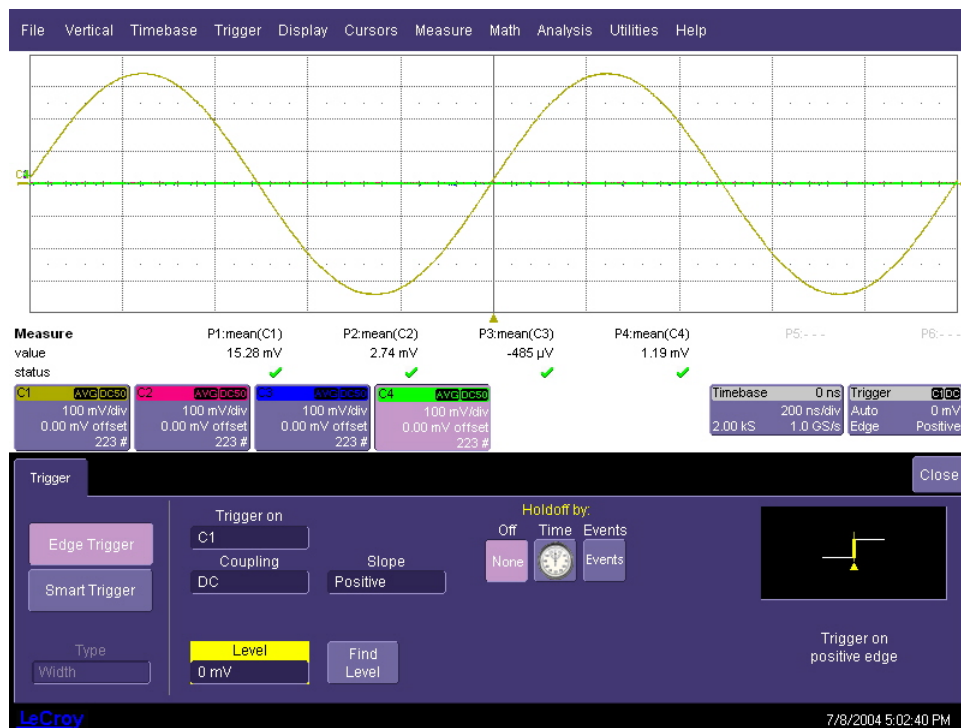 File Vertical Timebase Trigger Display Cursors Measure Math Analysis Utilities Help
Measure P1:mean(C1) P2:mean(C2) P3:mean(C3) P4:mean(C4) P5:- - - P6:- - -
value 15.28 mV 2.74 mV -485 µV 1.19 mV
status
C1 AVG DC50
100 mV/div
0.00 mV offset
223 #
C2 AVG DC50
100 mV/div
0.00 mV offset
223 #
C3 AVG DC50
100 mV/div
0.00 mV offset
223 #
C4 AVG DC50
100 mV/div
0.00 mV offset
223 #
Timebase 0 ns
200 ns/div
2.00 kS 1.0 GS/s
Trigger C1 DC
Auto 0 mV
Edge Positive
Trigger
Close
Edge Trigger
Smart Trigger
Type
Width
Trigger on
C1
Coupling
DC
Slope
Positive
Level
0 mV
Find
Level
Holdoff by:
Off Time Events
None Events
Trigger on
positive edge
LeCroy
7/8/2004 5:02:40 PM